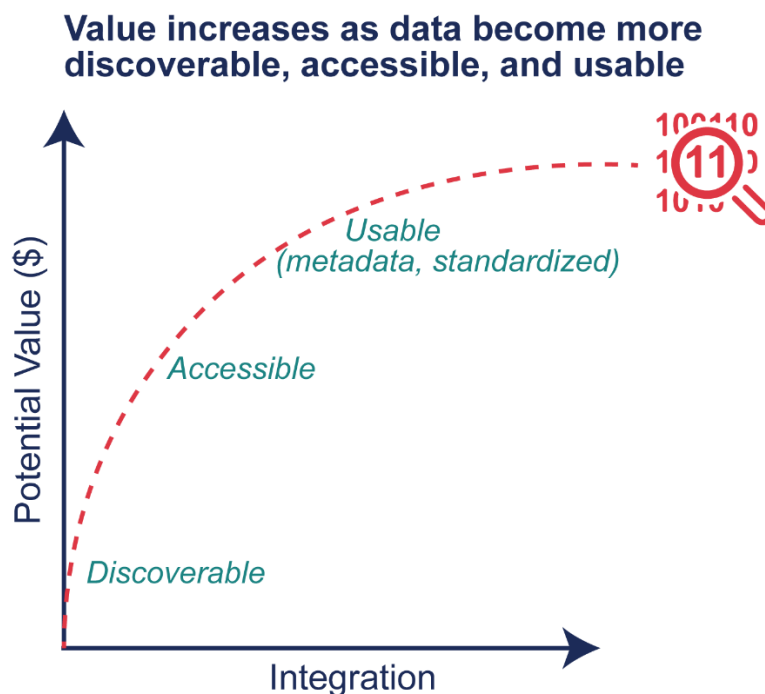 Value increases as data become more
discoverable, accessible, and usable
11
Usable
(metadata, standardized)
Accessible
Discoverable
Potential Value ($)
Integration